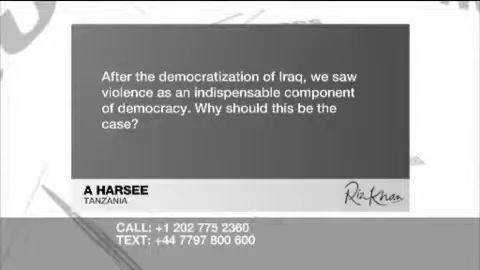 After the democratization of Iraq, we saw
violence as an indispensable component
of democracy. Why should this be the
case?
A HARSEE
TANZANIA
Riz Khan
CALL: +1 202 775 2360
TEXT: +44 7797 800 600